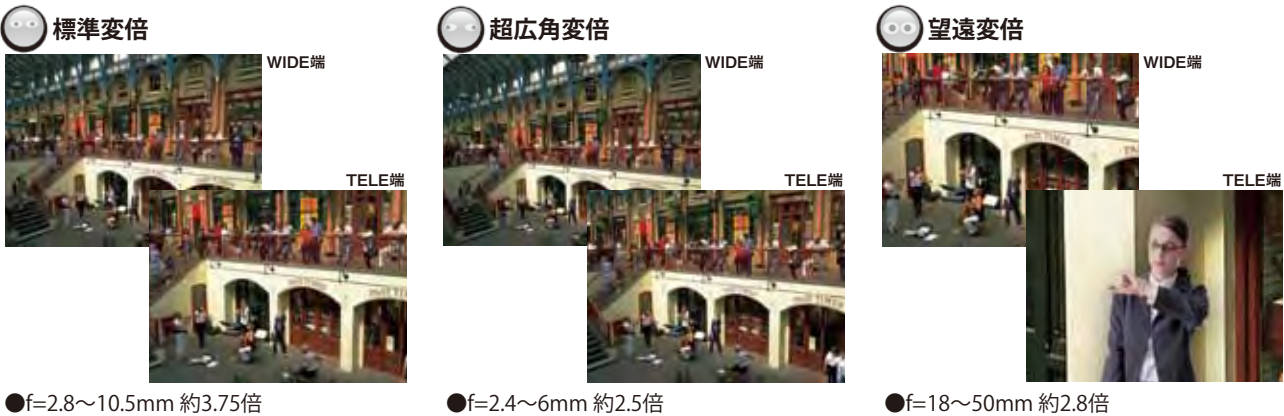 標準変倍
WIDE端
TELE端
●f=2.8～10.5mm 約3.75倍
超広角変倍
WIDE端
TELE端
●f=2.4～6mm 約2.5倍
望遠変倍
WIDE端
TELE端
●f=18～50mm 約2.8倍